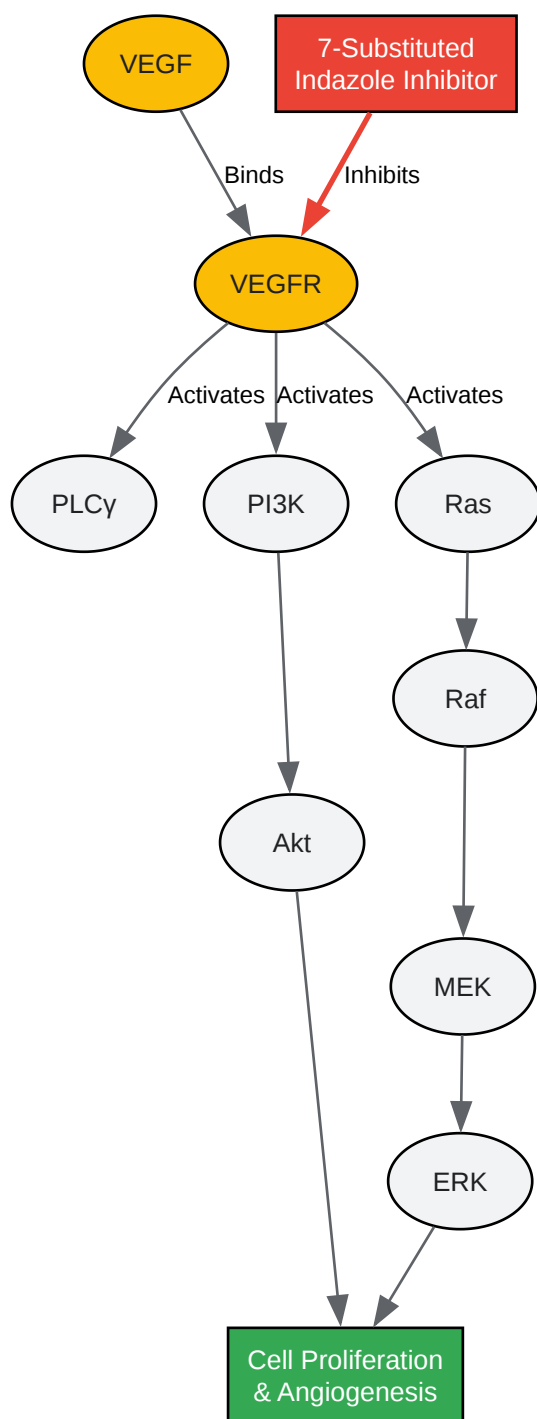 VEGF
7-Substituted
Indazole Inhibitor
Binds
Inhibits
VEGFR
Activates
Activates
Activates
PLCγ
PI3K
Ras
Raf
Akt
MEK
ERK
Cell Proliferation
& Angiogenesis